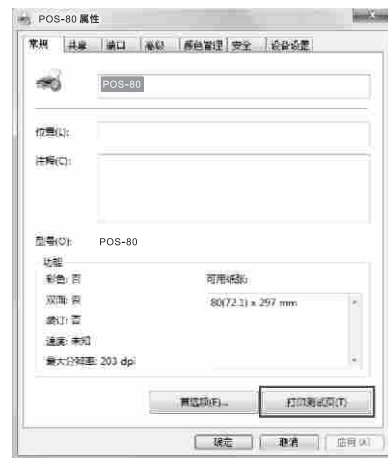 POS-80 属性
常规 共享 端口 高级 颜色管理 安全 设备设置
POS-80
位置(L):
注释(C):
型号(O): POS-80
功能
彩色: 否
双面: 否
装订: 否
速度: 未知
最大分辨率: 203 dpi
可用纸张:
80(72.1) x 297 mm
首选项(E)... 打印测试页(T)
确定 取消 应用(A)